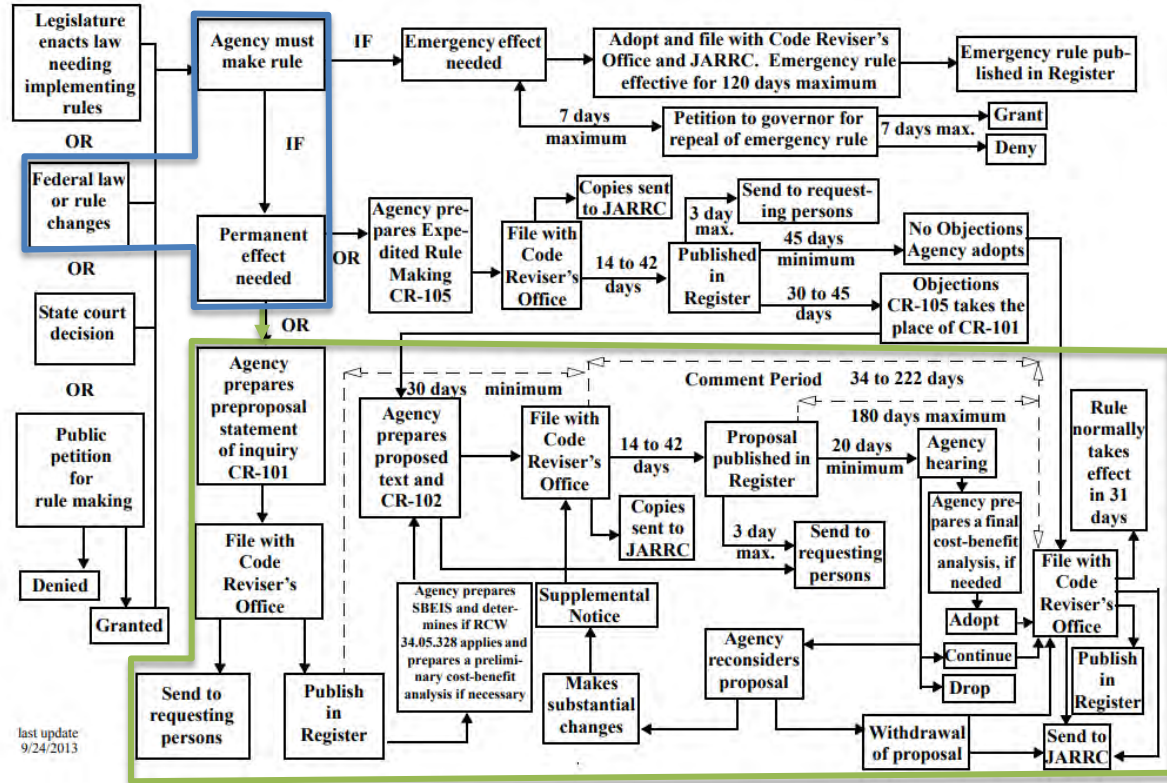 Legislature
enacts law
needing
implementing
rules
OR
Federal law
or rule
changes
OR
State court
decision
OR
Public
petition
for
rule making
Denied
Granted
last update
9/24/2013
Agency must
make rule
IF
Emergency effect
needed
Adopt and file with Code Reviser's
Office and JARRC.  Emergency rule
effective for 120 days maximum
Emergency rule pub-
lished in Register
7 days
maximum
Petition to governor for
repeal of emergency rule
7 days max.
Grant
Deny
IF
Permanent
effect
needed
OR
Agency pre-
pares Expe-
dited Rule
Making
CR-105
File with
Code
Reviser's
Office
Copies sent
to JARRC
14 to 42
days
Published
in
Register
3 day
max.
Send to request-
ing persons
45 days
minimum
No Objections
Agency adopts
30 to 45
days
Objections
CR-105 takes the
place of CR-101
OR
Agency
prepares
preproposal
statement
of inquiry
CR-101
File with
Code
Reviser's
Office
Send to
requesting
persons
Publish
in
Register
30 days minimum
Agency prepares
SBEIS and deter-
mines if RCW
34.05.328 applies and
prepares a prelimi-
nary cost-benefit
analysis if necessary
Agency
prepares
proposed
text and
CR-102
File with
Code
Reviser's
Office
Copies
sent to
JARRC
Supplemental
Notice
Makes
substantial
changes
Comment Period 34 to 222 days
180 days maximum
14 to 42
days
Proposal
published in
Register
3 day
max.
Send to
requesting
persons
20 days
minimum
Agency
hearing
Agency pre-
pares a final
cost-benefit
analysis, if
needed
Adopt
Continue
Drop
Agency
reconsiders
proposal
Withdrawal
of proposal
File with
Code
Reviser's
Office
Rule
normally
takes
effect
in 31
days
Publish
in
Register
Send to
JARRC